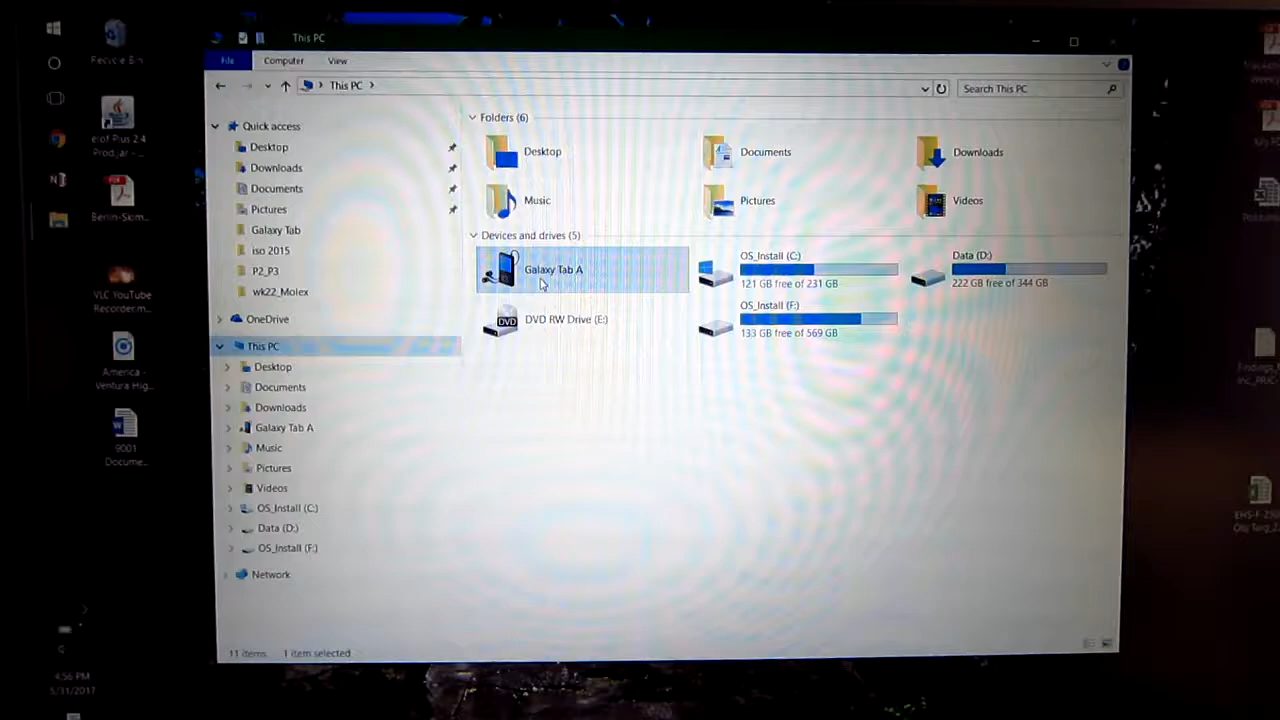 Recycle Bin
e:of Plus 2.4
Prod.jar - ...
Berlin-Skim...
VLC YouTube
Recorder.m...
America -
Ventura Hig...
9001
Docume...
4:56 PM
5/31/2017
This PC
File
Computer
View
This PC
Search This PC
Quick access
Desktop
Downloads
Documents
Pictures
Galaxy Tab
iso 2015
P2_P3
wk22_Molex
OneDrive
This PC
Desktop
Documents
Downloads
Galaxy Tab A
Music
Pictures
Videos
OS_Install (C:)
Data (D:)
OS_Install (F:)
Network
Folders (6)
Desktop
Documents
Downloads
Music
Pictures
Videos
Devices and drives (5)
Galaxy Tab A
OS_Install (C:)
121 GB free of 231 GB
Data (D:)
222 GB free of 344 GB
DVD
DVD RW Drive (E:)
OS_Install (F:)
133 GB free of 569 GB
11 items
1 item selected